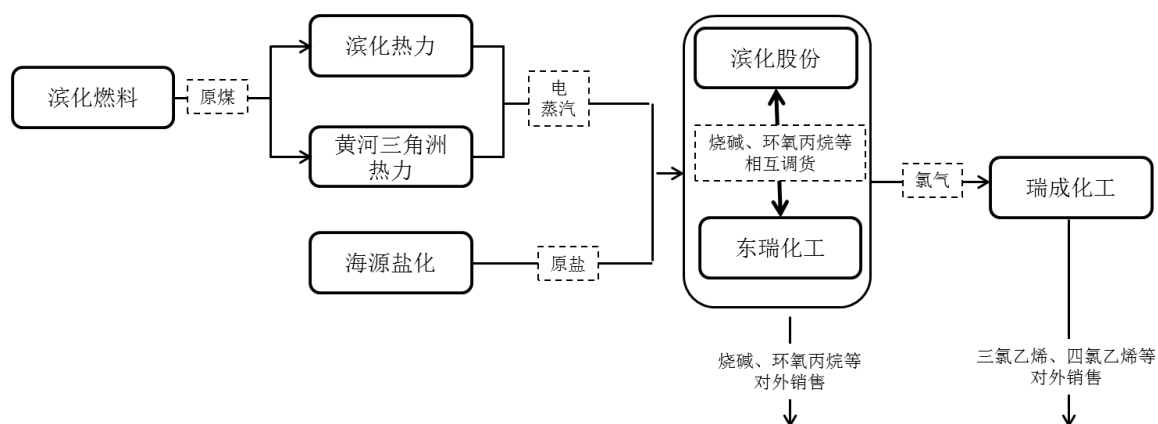 滨化燃料
原煤
滨化热力
黄河三角洲
热力
电
蒸汽
海源盐化
原盐
滨化股份
烧碱、环氧丙烷等
相互调货
东瑞化工
氯气
瑞成化工
烧碱、环氧丙烷等
对外销售
三氯乙烯、四氯乙烯等
对外销售